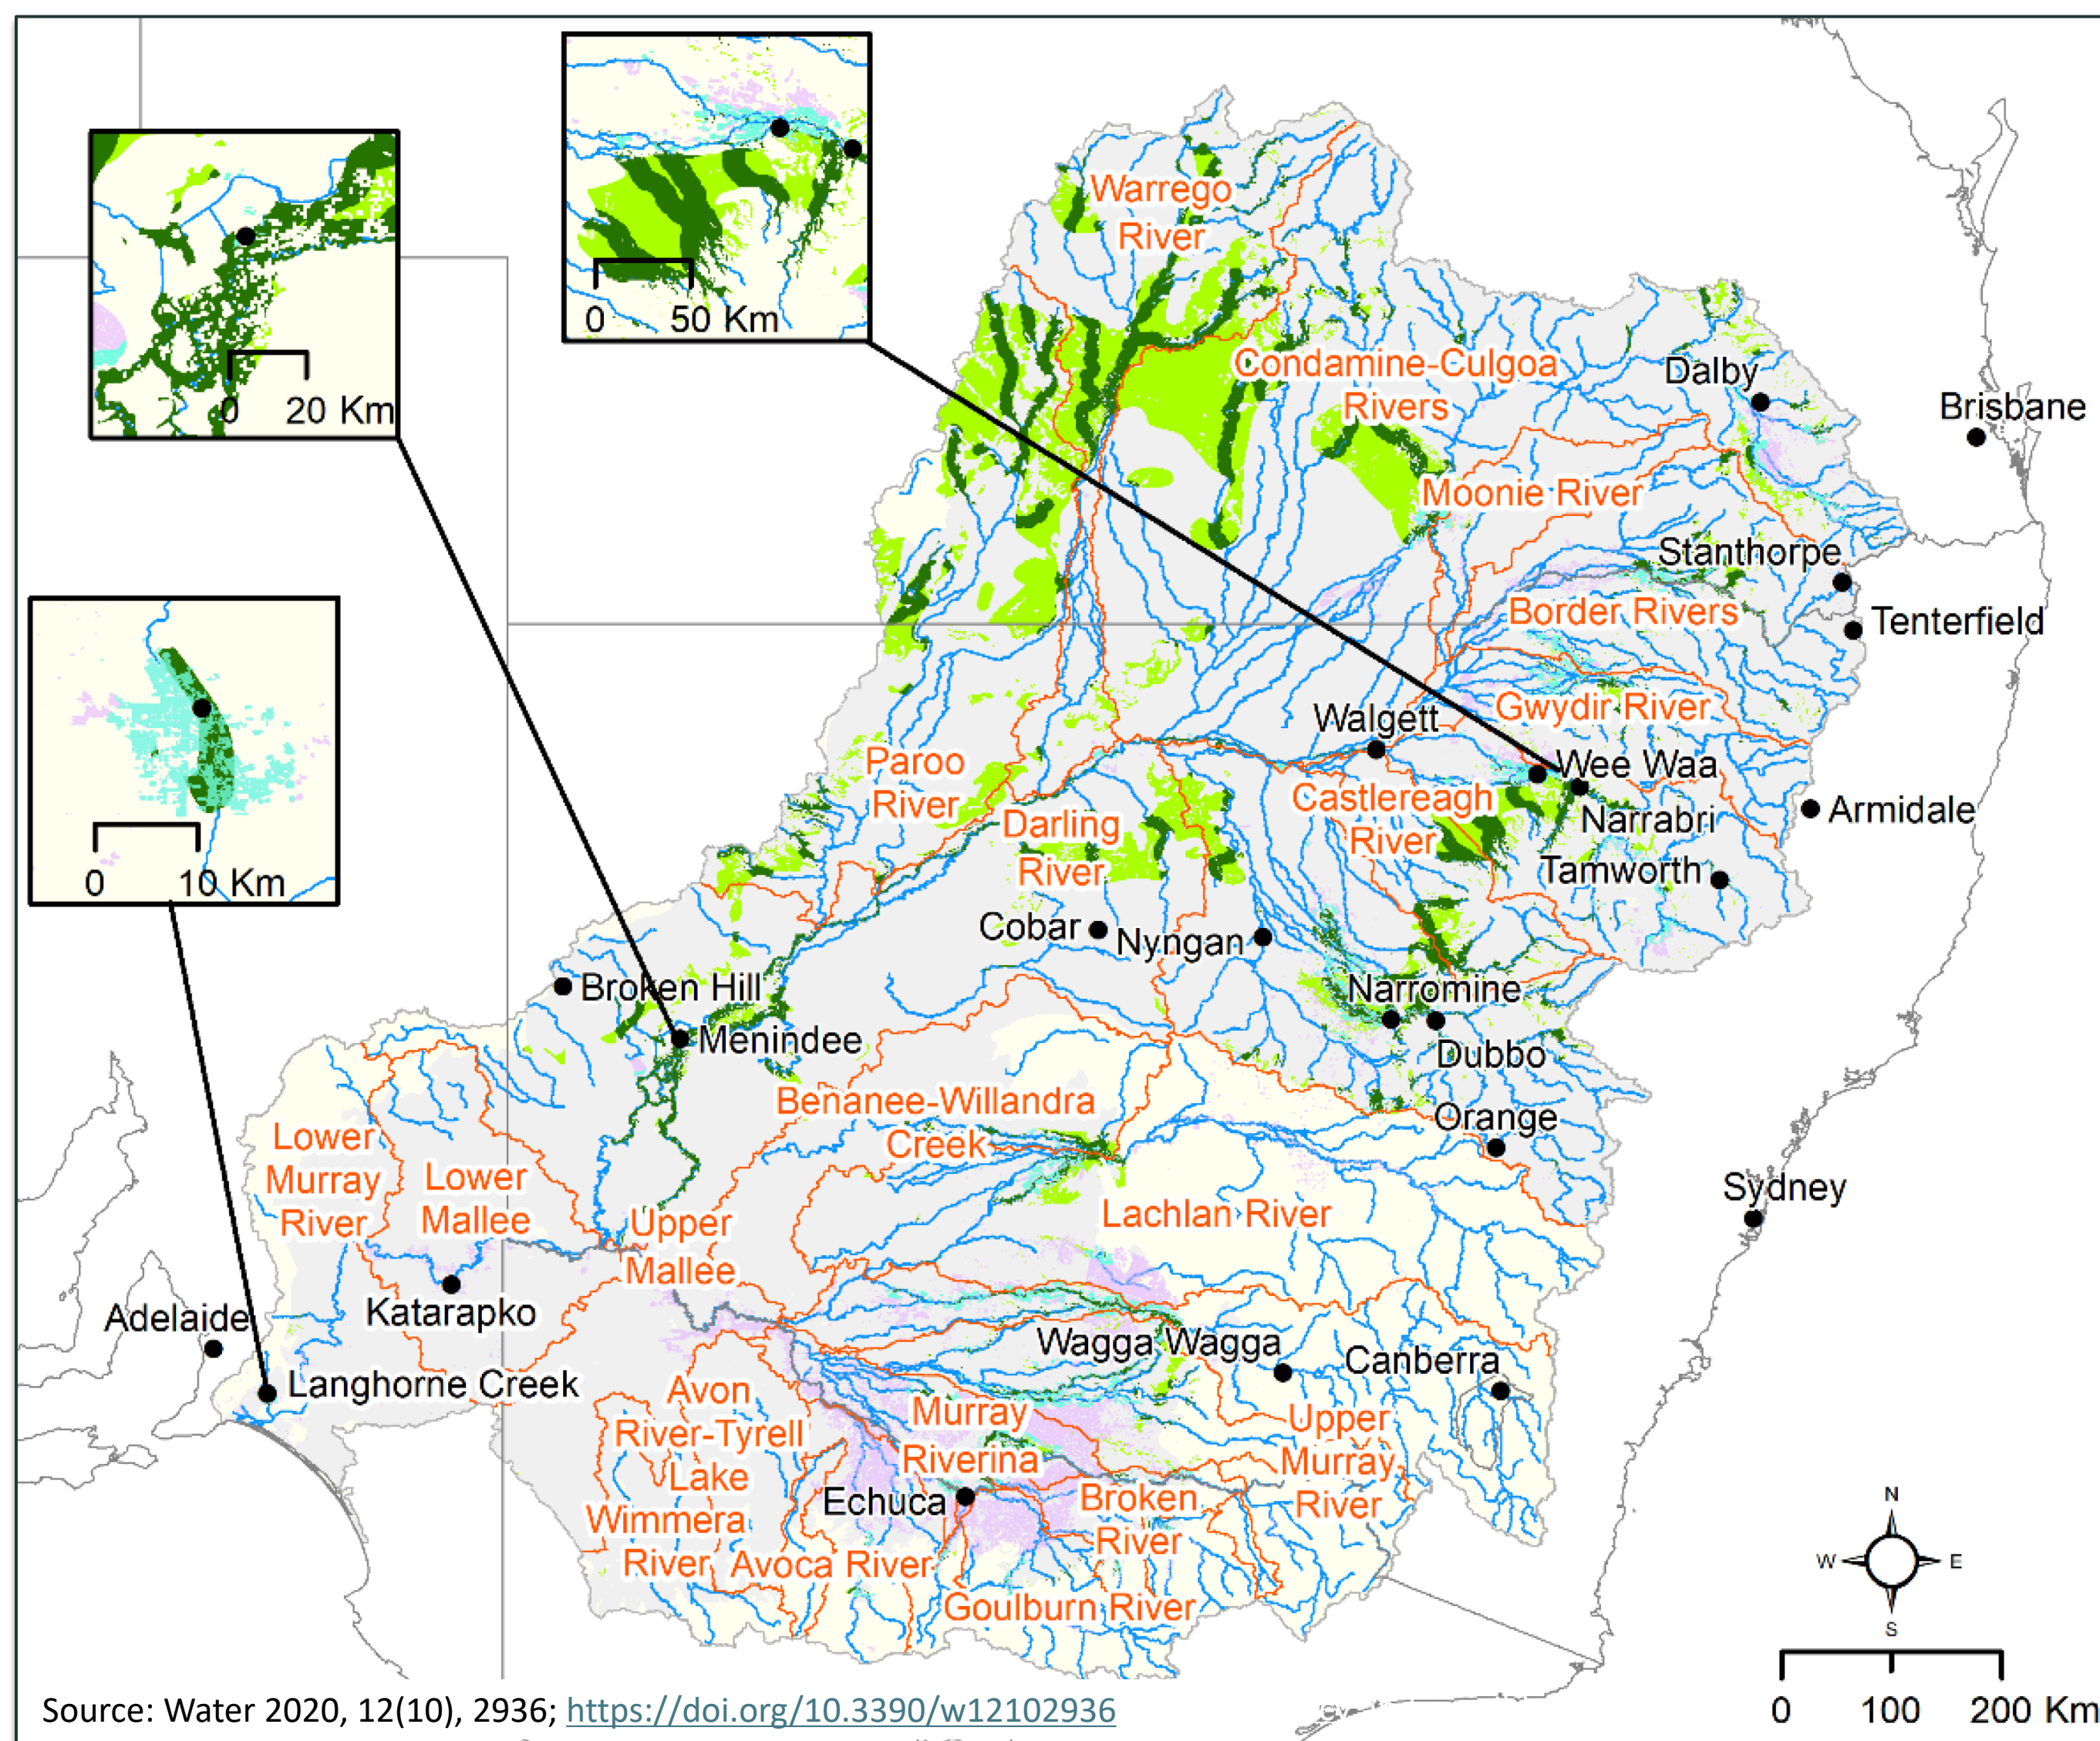 0 50 Km
0 20 Km
0 10 Km
Warrego
River
Condamine-Culgoa
Rivers
Dalby
Brisbane
Moonie River
Stanthorpe
Border Rivers
Tenterfield
Gwydir River
Walgett
Paroo
River
Wee Waa
Castlereagh
River
Narrabri
Armidale
Darling
River
Tamworth
Cobar
Nyngan
Broken Hill
Narromine
Menindee
Dubbo
Benanee-Willandra
Creek
Orange
Lower
Murray
River
Lower
Mallee
Upper
Mallee
Lachlan River
Sydney
Adelaide
Katarapko
Wagga Wagga
Canberra
Langhorne Creek
Avon
River-Tyrell
Lake
Murray
Riverina
Upper
Murray
River
Echuca
Broken
River
Wimmera
River
Avoca River
Goulburn River
N
W E
S
0 100 200 Km
Source: Water 2020, 12(10), 2936; https://doi.org/10.3390/w12102936